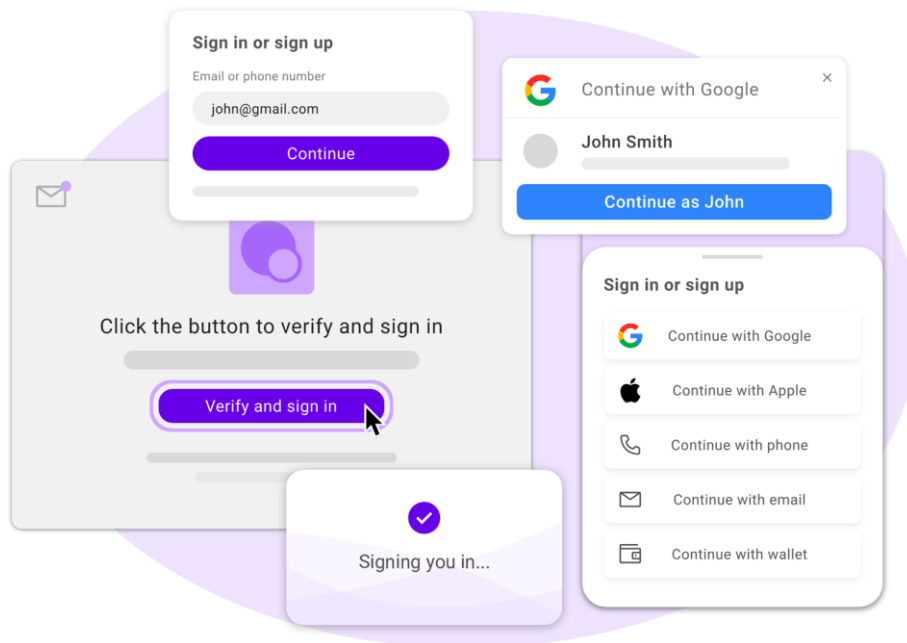 Sign in or sign up
Email or phone number
john@gmail.com
Continue
Continue with Google
John Smith
Continue as John
Click the button to verify and sign in
Verify and sign in
Signing you in...
Sign in or sign up
Continue with Google
Continue with Apple
Continue with phone
Continue with email
Continue with wallet